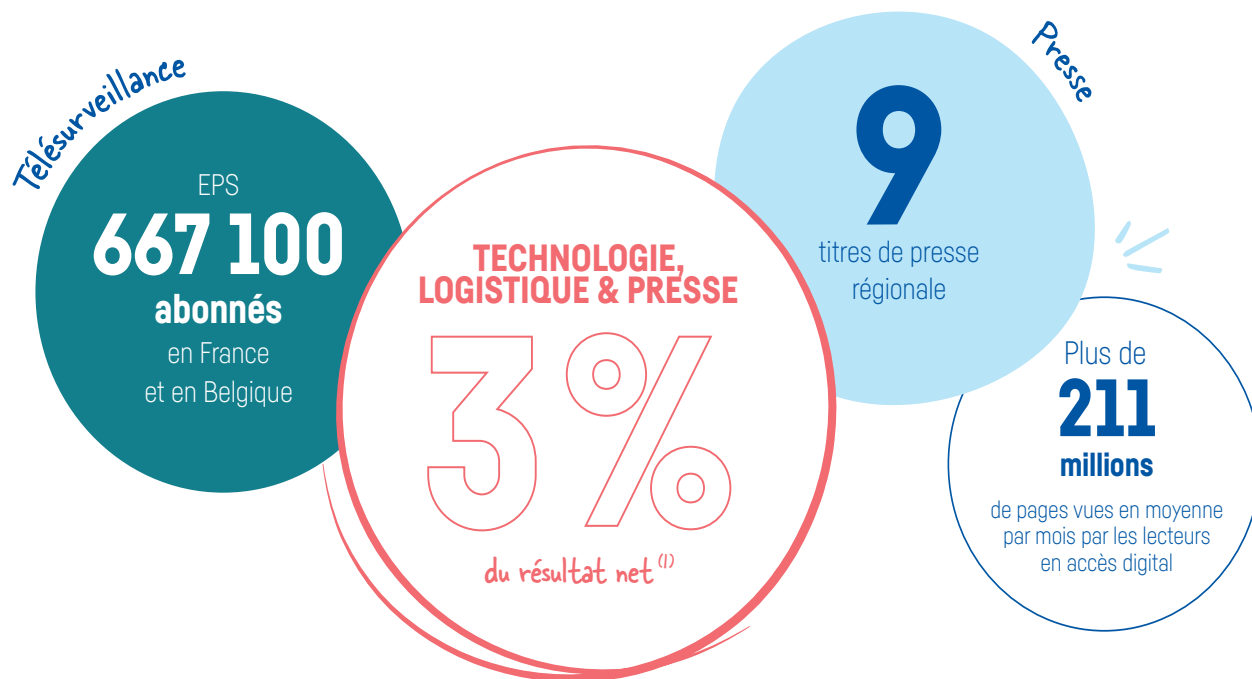 Télésurveillance
EPS
667 100
abonnés
en France
et en Belgique
TECHNOLOGIE,
LOGISTIQUE & PRESSE
3%
du résultat net (1)
Presse
9
titres de presse
régionale
Plus de
211
millions
de pages vues en moyenne
par mois par les lecteurs
en accès digital